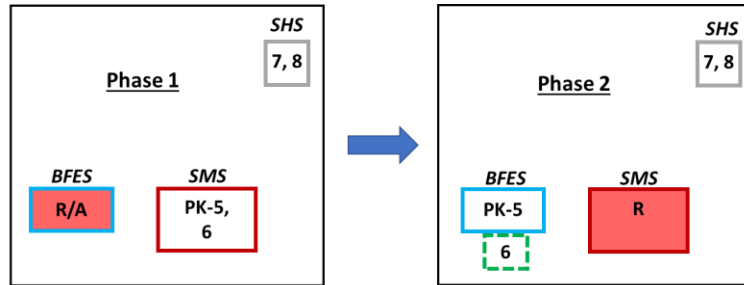 SHS
7, 8
Phase 1
BFES
R/A
SMS
PK-5,
6
SHS
7, 8
Phase 2
BFES
PK-5
6
SMS
R